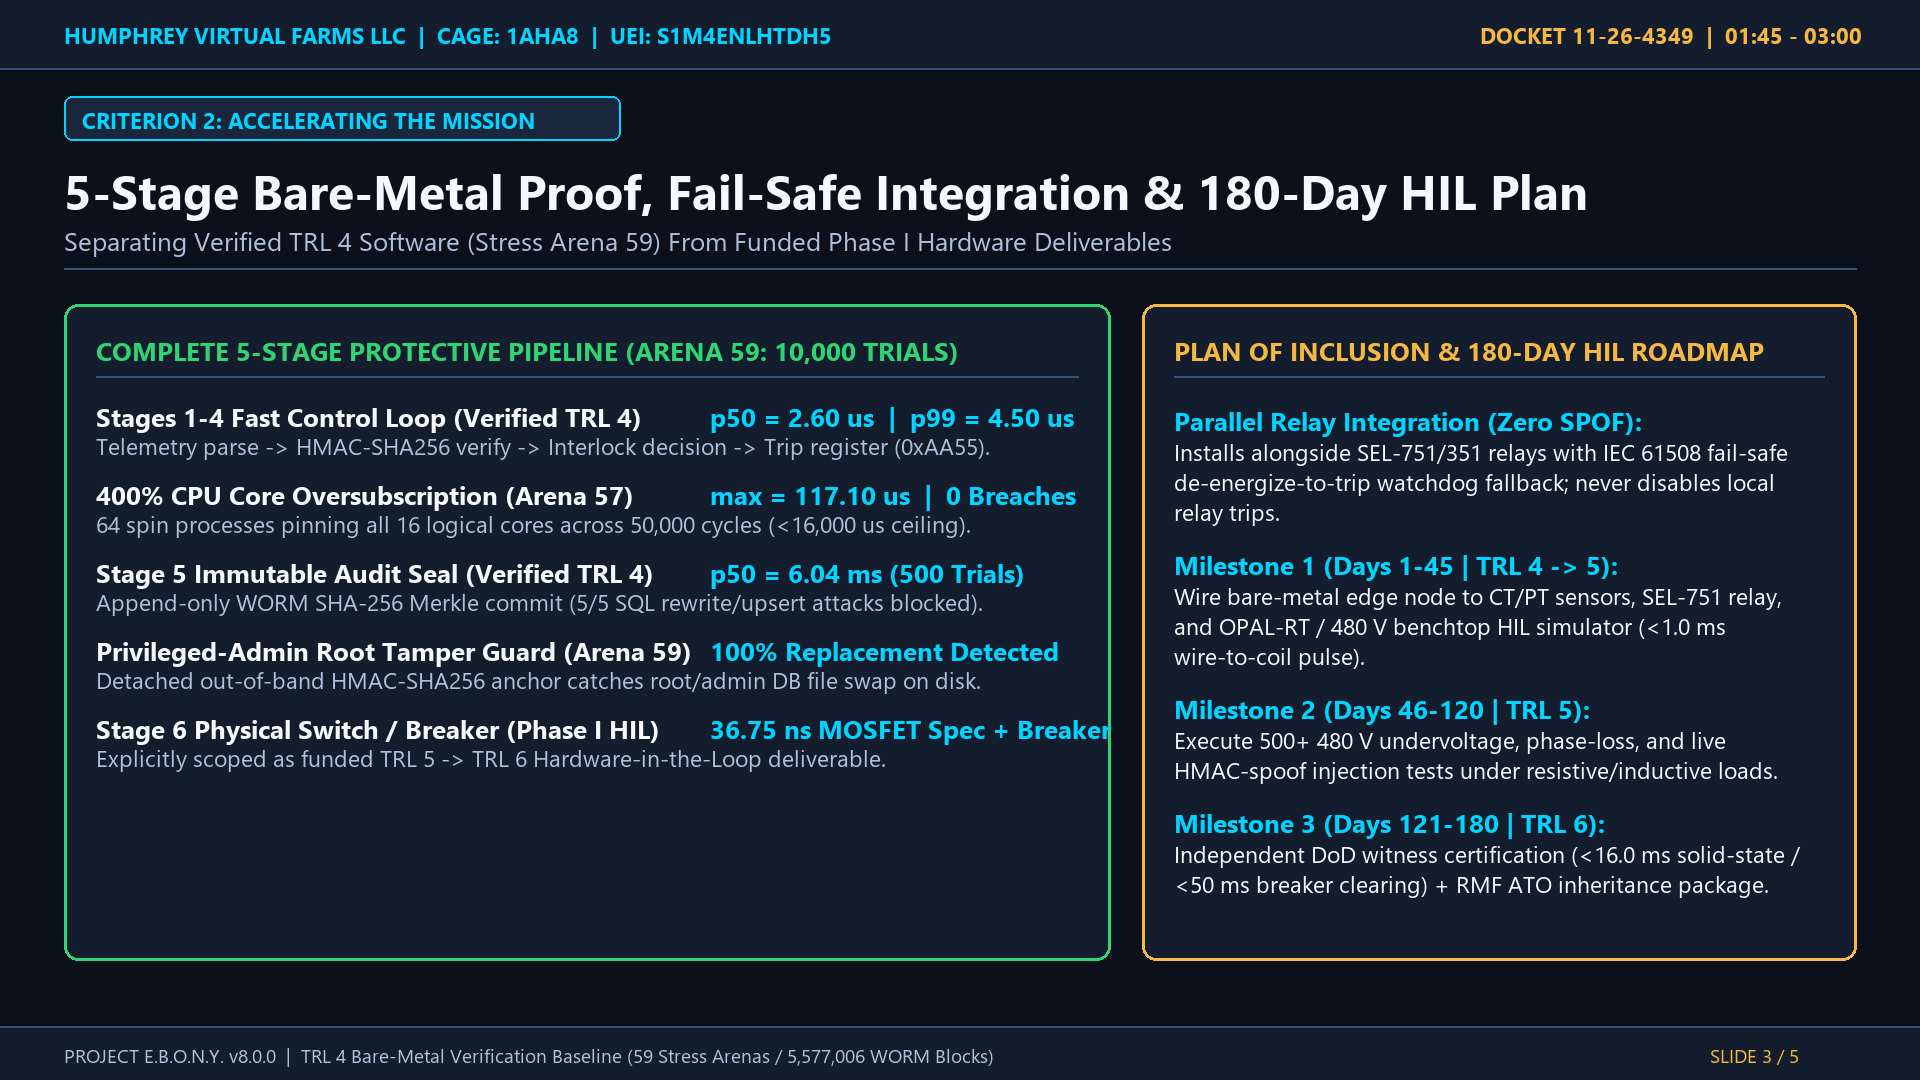 HUMPHREY VIRTUAL FARMS LLC | CAGE: 1AHA8 | UEI: S1M4ENLHTDH5
DOCKET 11-26-4349 | 01:45 - 03:00
CRITERION 2: ACCELERATING THE MISSION
5-Stage Bare-Metal Proof, Fail-Safe Integration & 180-Day HIL Plan
Separating Verified TRL 4 Software (Stress Arena 59) From Funded Phase I Hardware Deliverables
COMPLETE 5-STAGE PROTECTIVE PIPELINE (ARENA 59: 10,000 TRIALS)
Stages 1-4 Fast Control Loop (Verified TRL 4) p50 = 2.60 us | p99 = 4.50 us
Telemetry parse -> HMAC-SHA256 verify -> Interlock decision -> Trip register (0xAA55).
400% CPU Core Oversubscription (Arena 57) max = 117.10 us | 0 Breaches
64 spin processes pinning all 16 logical cores across 50,000 cycles (<16,000 us ceiling).
Stage 5 Immutable Audit Seal (Verified TRL 4) p50 = 6.04 ms (500 Trials)
Append-only WORM SHA-256 Merkle commit (5/5 SQL rewrite/upsert attacks blocked).
Privileged-Admin Root Tamper Guard (Arena 59) 100% Replacement Detected
Detached out-of-band HMAC-SHA256 anchor catches root/admin DB file swap on disk.
Stage 6 Physical Switch / Breaker (Phase I HIL) 36.75 ns MOSFET Spec + Breaker
Explicitly scoped as funded TRL 5 -> TRL 6 Hardware-in-the-Loop deliverable.
PLAN OF INCLUSION & 180-DAY HIL ROADMAP
Parallel Relay Integration (Zero SPOF):
Installs alongside SEL-751/351 relays with IEC 61508 fail-safe
de-energize-to-trip watchdog fallback; never disables local
relay trips.
Milestone 1 (Days 1-45 | TRL 4 -> 5):
Wire bare-metal edge node to CT/PT sensors, SEL-751 relay,
and OPAL-RT / 480 V benchtop HIL simulator (<1.0 ms
wire-to-coil pulse).
Milestone 2 (Days 46-120 | TRL 5):
Execute 500+ 480 V undervoltage, phase-loss, and live
HMAC-spoof injection tests under resistive/inductive loads.
Milestone 3 (Days 121-180 | TRL 6):
Independent DoD witness certification (<16.0 ms solid-state /
<50 ms breaker clearing) + RMF ATO inheritance package.
PROJECT E.B.O.N.Y. v8.0.0 | TRL 4 Bare-Metal Verification Baseline (59 Stress Arenas / 5,577,006 WORM Blocks)
SLIDE 3 / 5